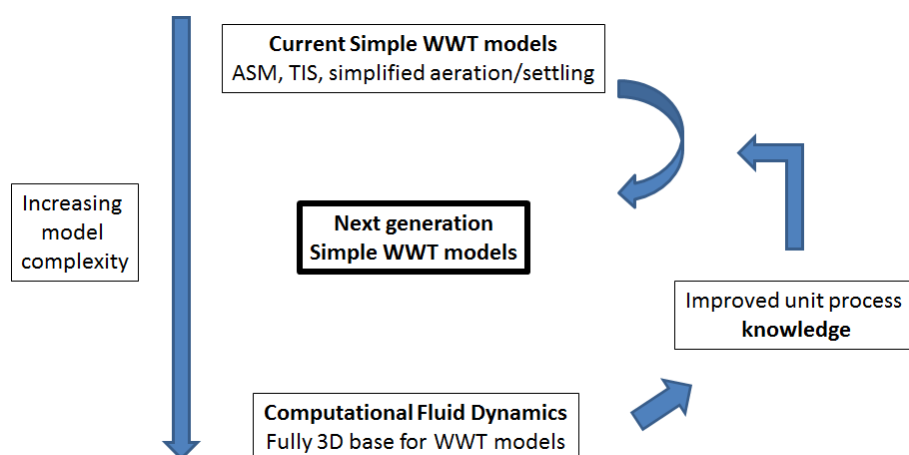 Current Simple WWT models
ASM, TIS, simplified aeration/settling
Increasing
model
complexity
Next generation
Simple WWT models
Improved unit process
knowledge
Computational Fluid Dynamics
Fully 3D base for WWT models